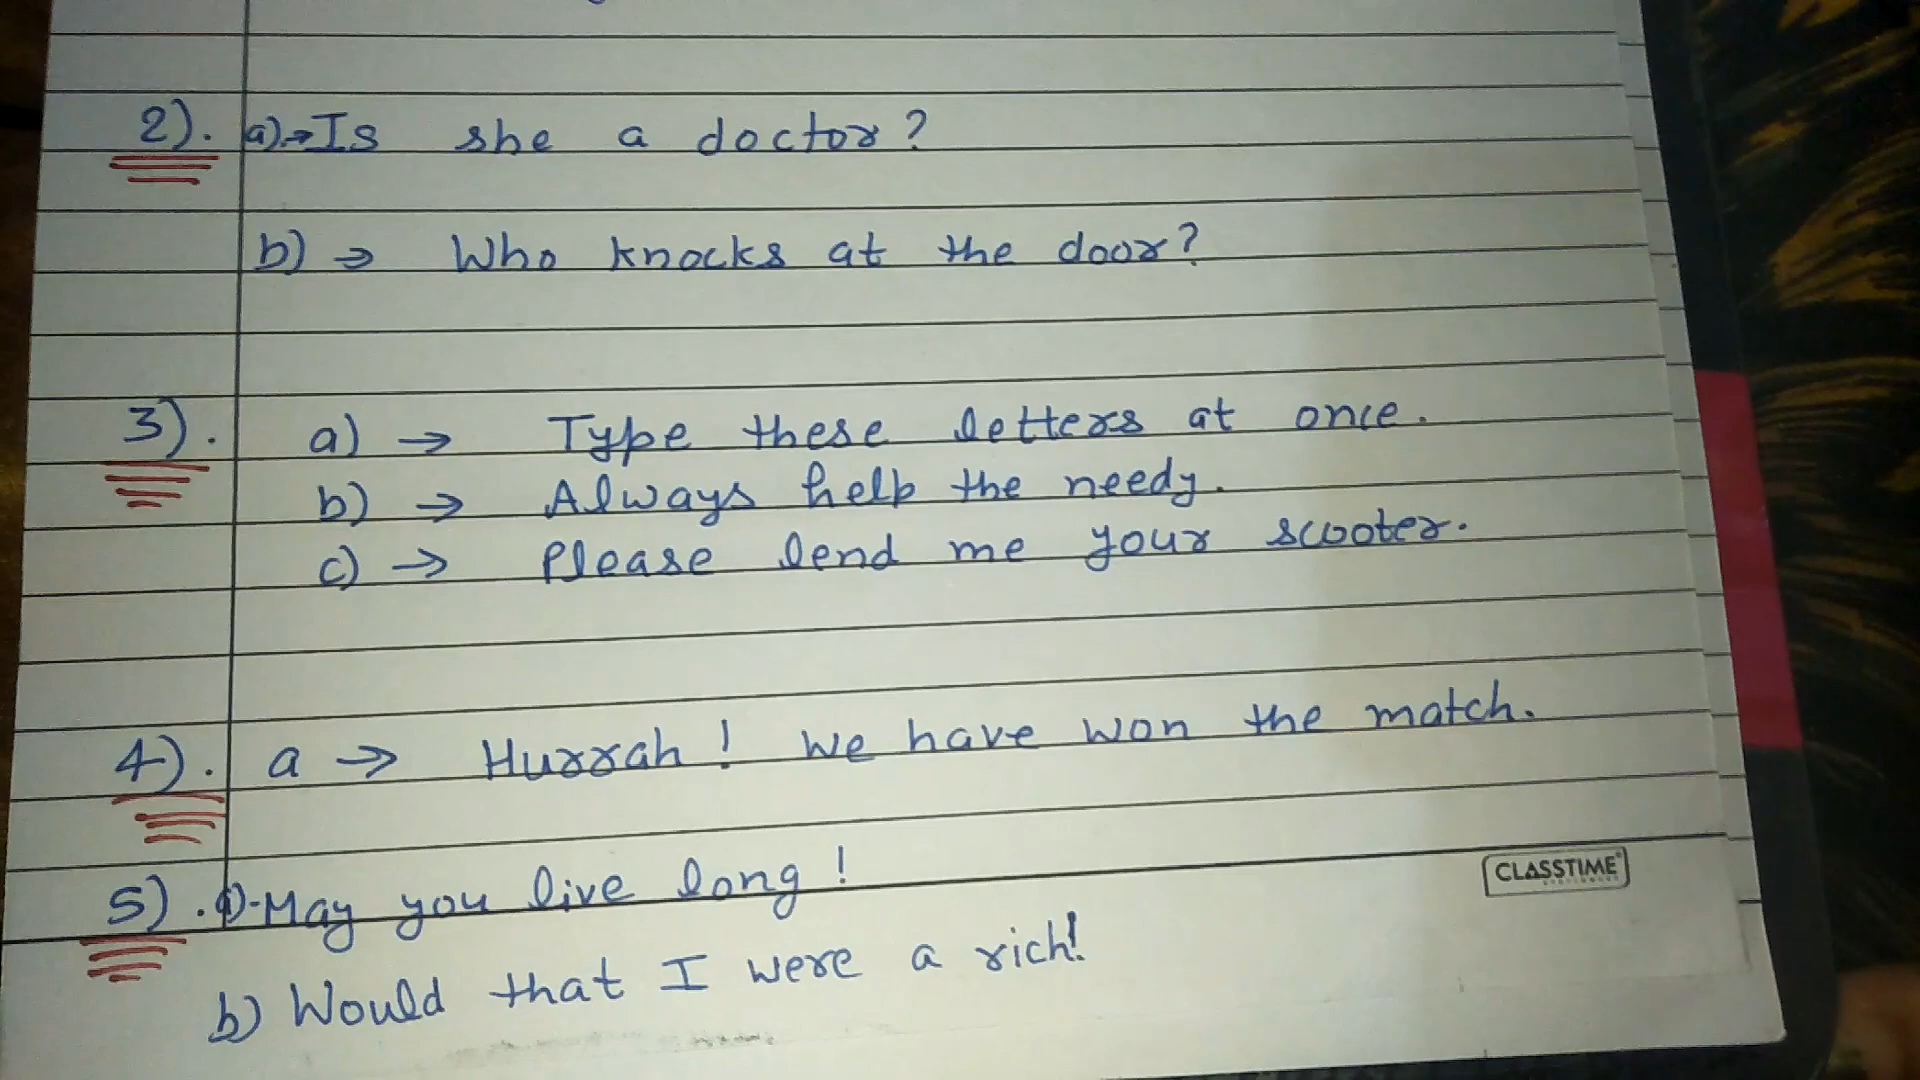 2). a).→Is she a doctor?
b) → Who knocks at the door?
3). a) → Type these letters at once.
b) → Always help the needy.
c) → Please lend me your scooter.
4). a → Hurrah! We have won the match.
5). a)-May you live long!
CLASSTIME
b) Would that I were a rich!